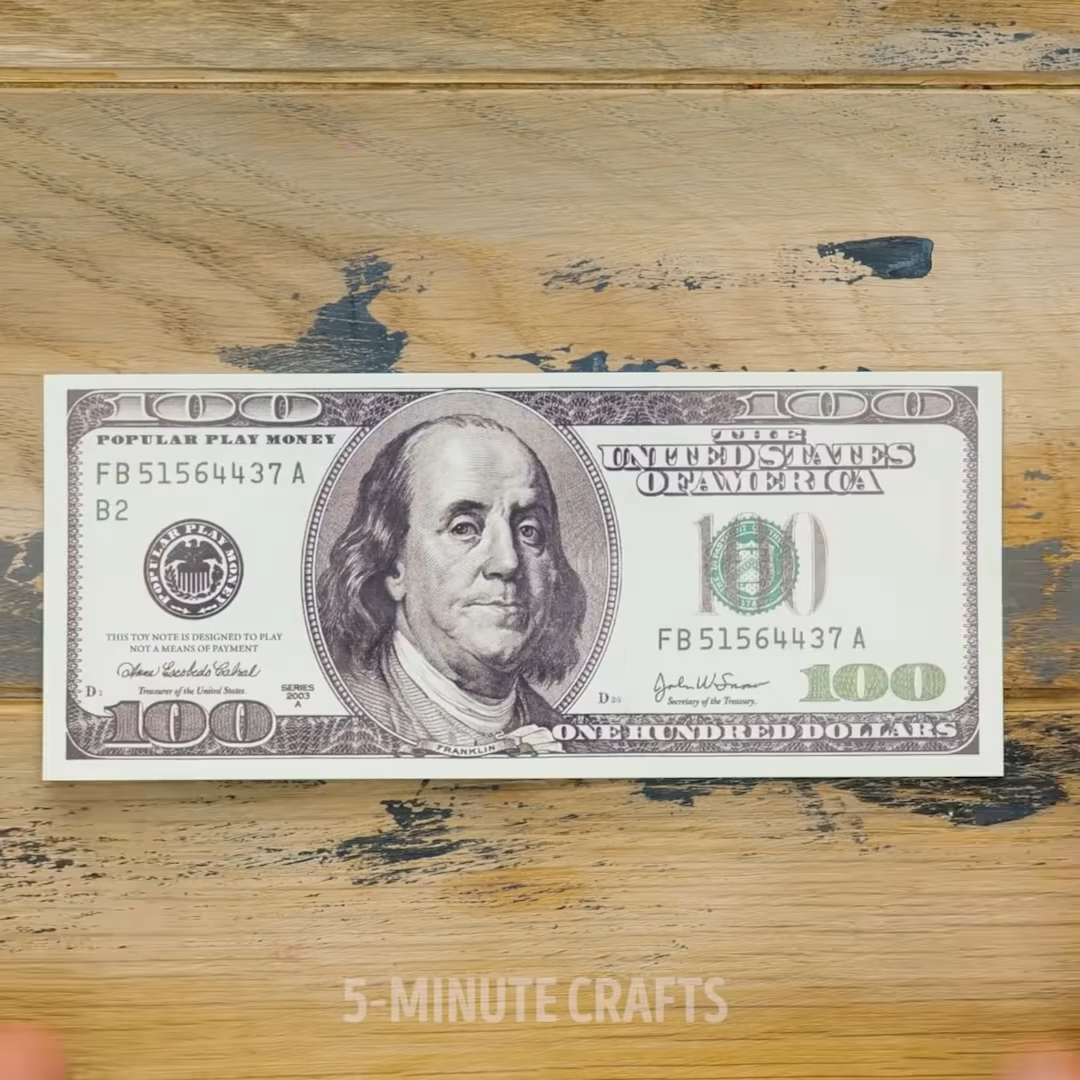 100
100
POPULAR PLAY MONEY
FB 51564437 A
B2
POPULAR PLAY MONEY
THIS TOY NOTE IS DESIGNED TO PLAY
NOT A MEANS OF PAYMENT
Treasurer of the United States.
D1
SERIES
2003
A
100
FRANKLIN
THE
UNITED STATES
OF AMERICA
100
FB 51564437 A
D
John W Snow
Secretary of the Treasury.
100
ONE HUNDRED DOLLARS
5-MINUTE CRAFTS